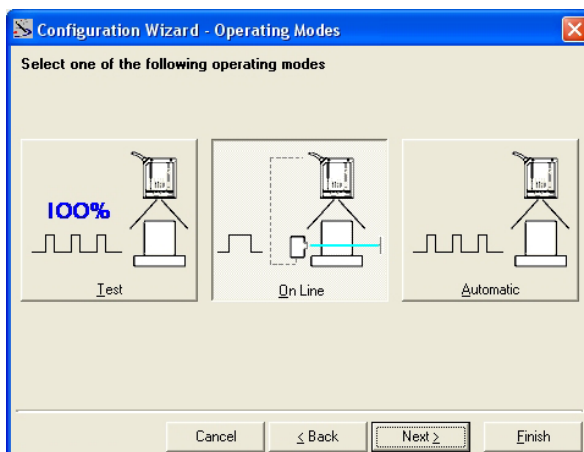 Configuration Wizard - Operating Modes
Select one of the following operating modes
100%
Test
On Line
Automatic
Cancel
< Back
Next >
Finish